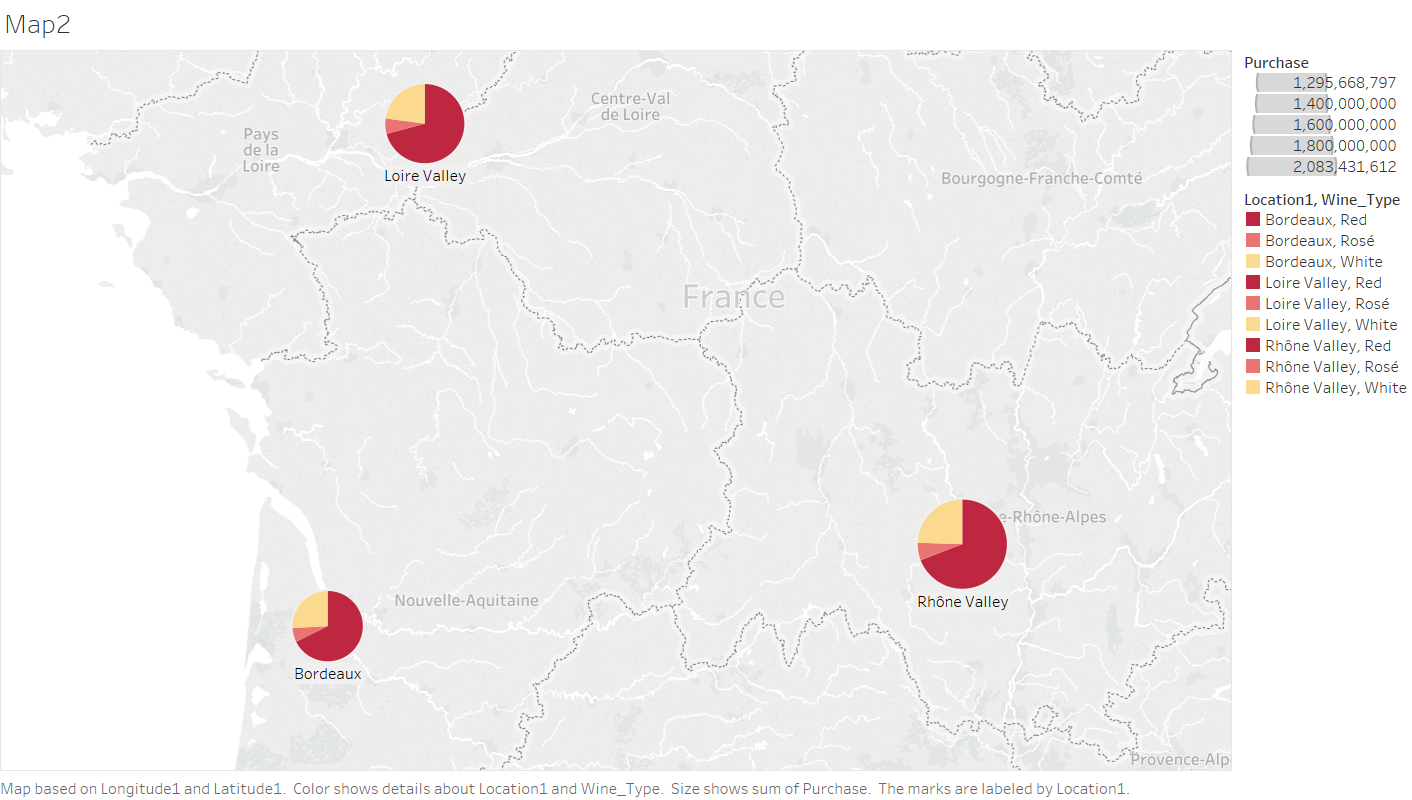 Map2
Centre-Val
de Loire
Pays
de la
Loire
Loire Valley
Bourgogne-Franche-Comté
France
e-Rhône-Alpes
Rhône Valley
Nouvelle-Aquitaine
Bordeaux
Provence-Alp
Purchase
1,295,668,797
1,400,000,000
1,600,000,000
1,800,000,000
2,083,431,612
Location1, Wine_Type
Bordeaux, Red
Bordeaux, Rosé
Bordeaux, White
Loire Valley, Red
Loire Valley, Rosé
Loire Valley, White
Rhône Valley, Red
Rhône Valley, Rosé
Rhône Valley, White
Map based on Longitude1 and Latitude1. Color shows details about Location1 and Wine_Type. Size shows sum of Purchase. The marks are labeled by Location1.